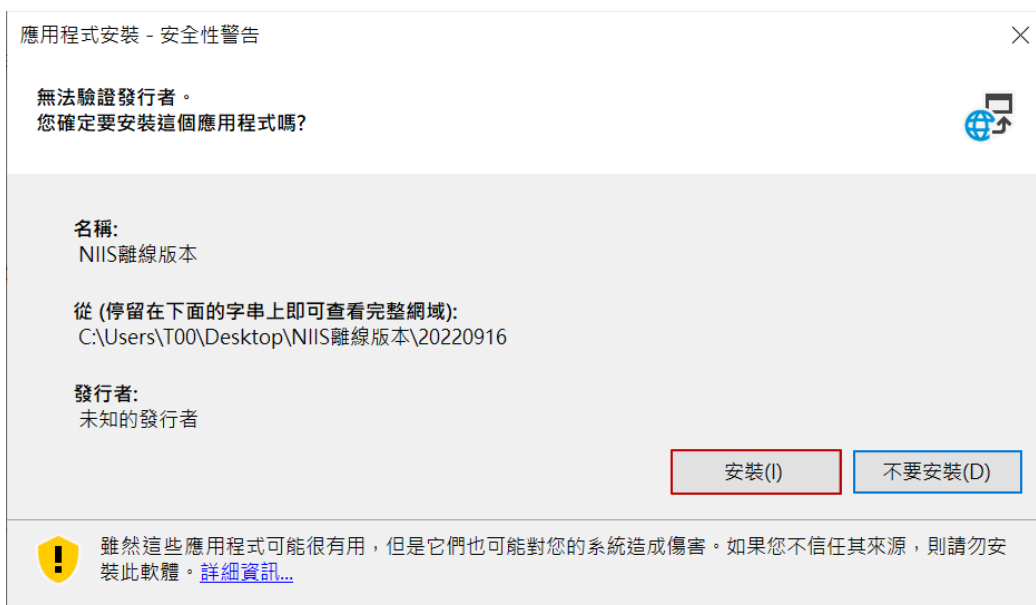 應用程式安裝 - 安全性警告
無法驗證發行者。
您確定要安裝這個應用程式嗎?
名稱:
NIIS離線版本
從 (停留在下面的字串上即可查看完整網域):
C:\Users\T00\Desktop\NIIS離線版本\20220916
發行者:
未知的發行者
安裝(I) 不要安裝(D)
雖然這些應用程式可能很有用，但是它們也可能對您的系統造成傷害。如果您不信任其來源，則請勿安
裝此軟體。詳細資訊...